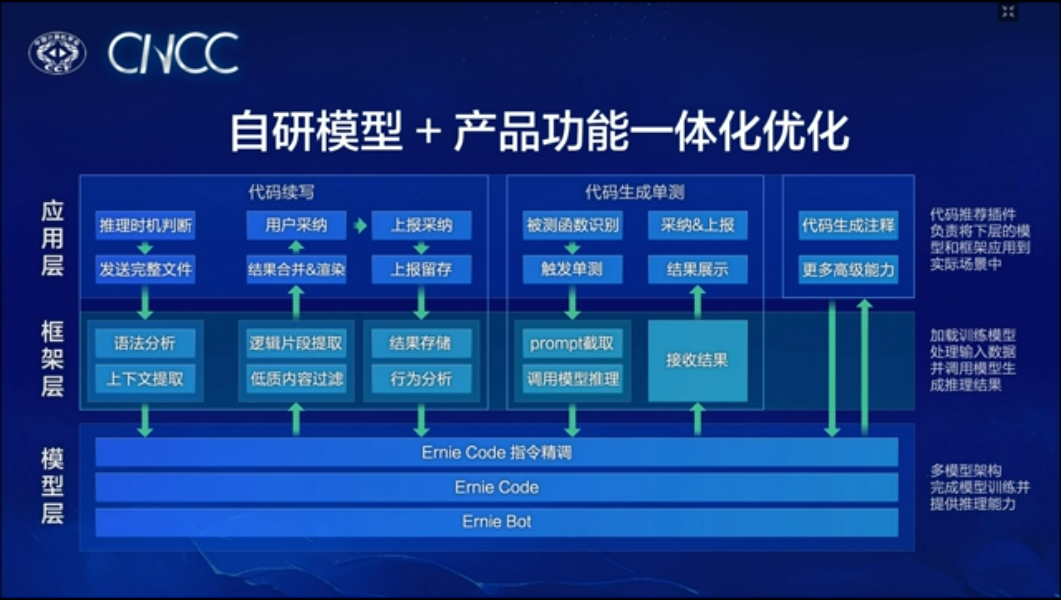 CCF
CNCC
自研模型 + 产品功能一体化优化
应用层
代码续写
推理时机判断
用户采纳
上报采纳
发送完整文件
结果合并&渲染
上报留存
代码生成单测
被测函数识别
采纳&上报
触发单测
结果展示
代码生成注释
更多高级能力
代码推荐插件
负责将下层的模
型和框架应用到
实际场景中
框架层
语法分析
逻辑片段提取
结果存储
上下文提取
低质内容过滤
行为分析
prompt截取
调用模型推理
接收结果
加载训练模型
处理输入数据
并调用模型生
成推理结果
模型层
Ernie Code 指令精调
Ernie Code
Ernie Bot
多模型架构
完成模型训练并
提供推理能力